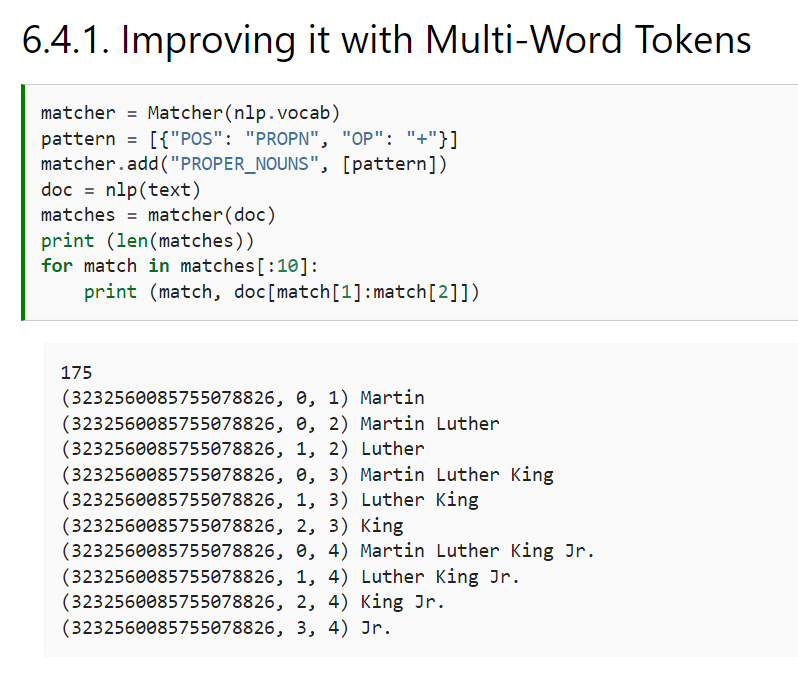 6.4.1. Improving it with Multi-Word Tokens
matcher = Matcher(nlp.vocab)
pattern = [{"POS": "PROPN", "OP": "+"}]
matcher.add("PROPER_NOUNS", [pattern])
doc = nlp(text)
matches = matcher(doc)
print (len(matches))
for match in matches[:10]:
    print (match, doc[match[1]:match[2]])
175
(3232560085755078826, 0, 1) Martin
(3232560085755078826, 0, 2) Martin Luther
(3232560085755078826, 1, 2) Luther
(3232560085755078826, 0, 3) Martin Luther King
(3232560085755078826, 1, 3) Luther King
(3232560085755078826, 2, 3) King
(3232560085755078826, 0, 4) Martin Luther King Jr.
(3232560085755078826, 1, 4) Luther King Jr.
(3232560085755078826, 2, 4) King Jr.
(3232560085755078826, 3, 4) Jr.